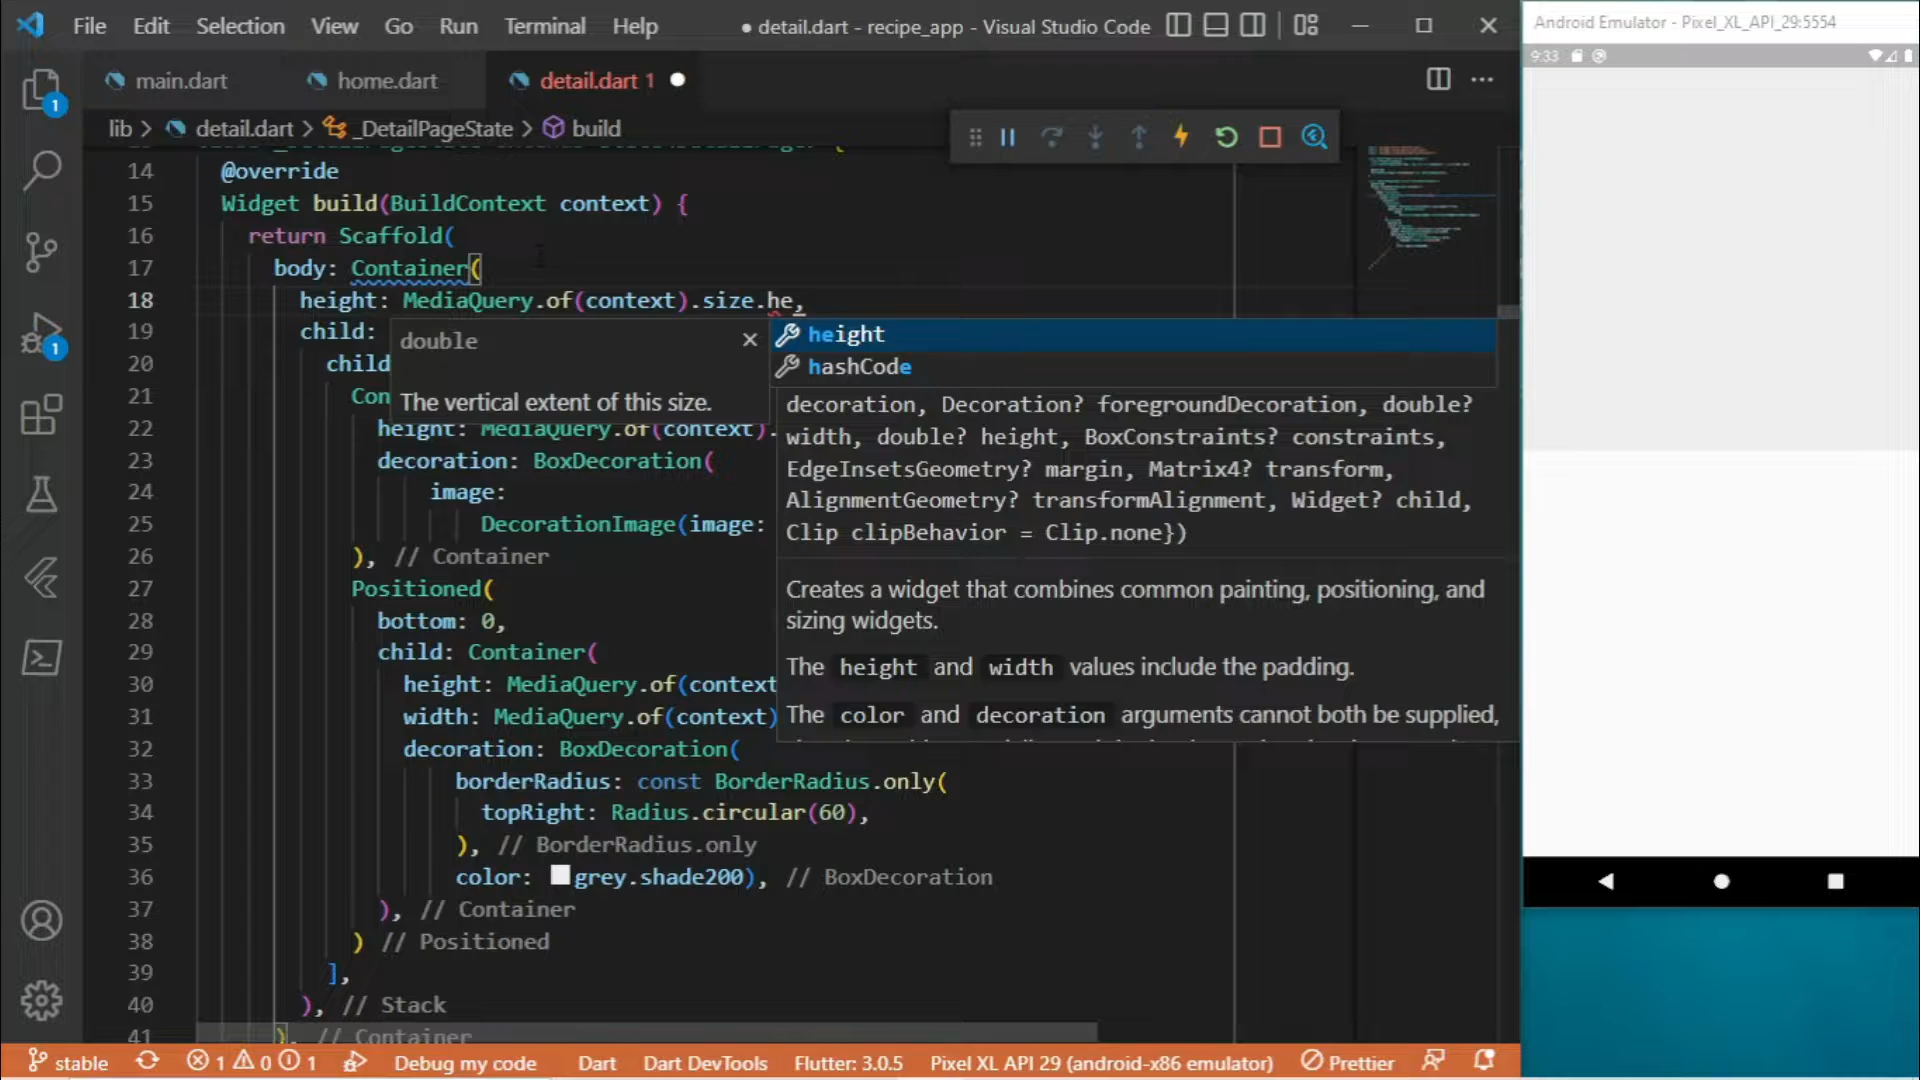 File Edit Selection View Go Run Terminal Help
● detail.dart - recipe_app - Visual Studio Code
Android Emulator - Pixel_XL_API_29:5554
9:33
main.dart
home.dart
detail.dart 1
lib > detail.dart > _DetailPageState > build
14 @override
15 Widget build(BuildContext context) {
16 return Scaffold(
17 body: Container(
18 height: MediaQuery.of(context).size.he,
19 child:
20 child
21 Con
22 height: MediaQuery.of(context).
23 decoration: BoxDecoration(
24 image:
25 DecorationImage(image:
26 ), // Container
27 Positioned(
28 bottom: 0,
29 child: Container(
30 height: MediaQuery.of(context
31 width: MediaQuery.of(context)
32 decoration: BoxDecoration(
33 borderRadius: const BorderRadius.only(
34 topRight: Radius.circular(60),
35 ), // BorderRadius.only
36 color: grey.shade200), // BoxDecoration
37 ), // Container
38 ) // Positioned
39 ],
40 ), // Stack
41 ), // Container
double
The vertical extent of this size.
height
hashCode
decoration, Decoration? foregroundDecoration, double?
width, double? height, BoxConstraints? constraints,
EdgeInsetsGeometry? margin, Matrix4? transform,
AlignmentGeometry? transformAlignment, Widget? child,
Clip clipBehavior = Clip.none})
Creates a widget that combines common painting, positioning, and
sizing widgets.
The height and width values include the padding.
The color and decoration arguments cannot both be supplied,
1
1
stable 1 0 1 Debug my code Dart Dart DevTools Flutter: 3.0.5 Pixel XL API 29 (android-x86 emulator) Prettier